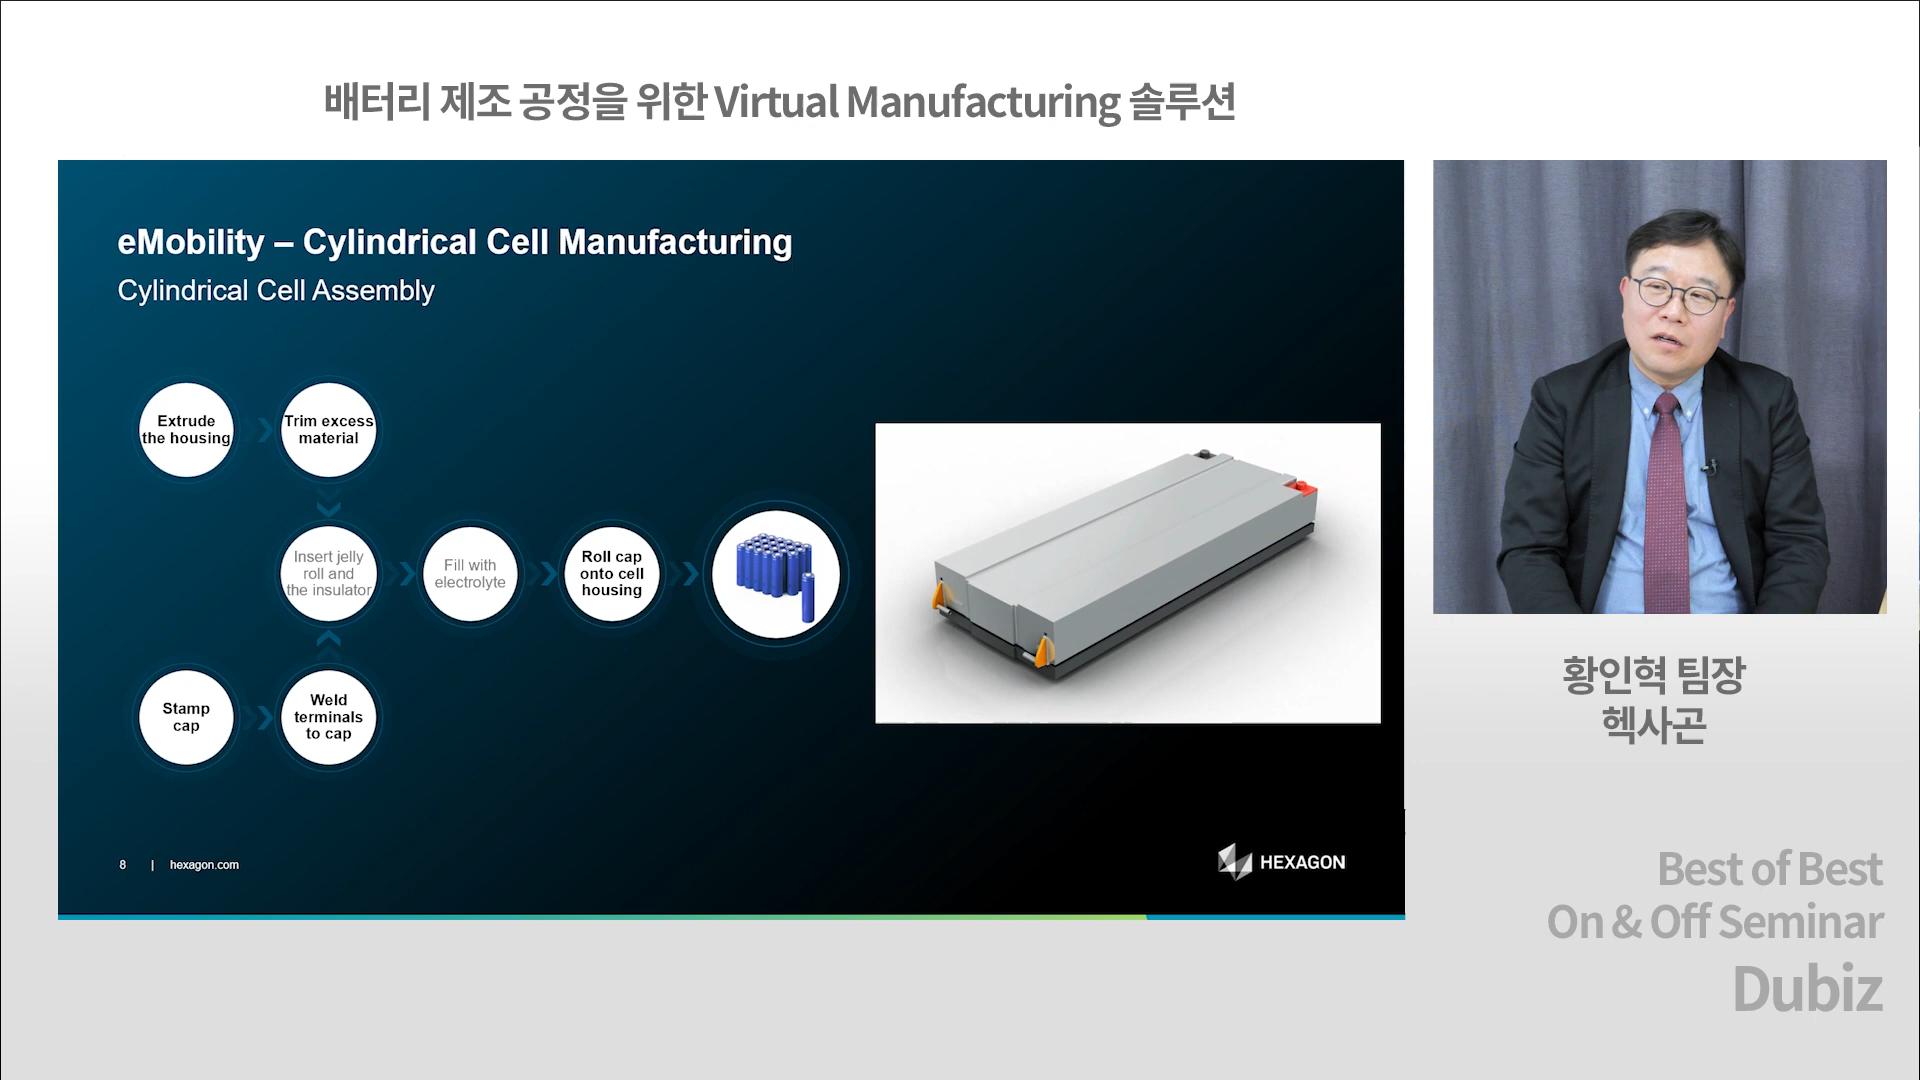 배터리 제조 공정을 위한 Virtual Manufacturing 솔루션
eMobility – Cylindrical Cell Manufacturing
Cylindrical Cell Assembly
Extrude
the housing
Trim excess
material
Insert jelly
roll and
the insulator
Fill with
electrolyte
Roll cap
onto cell
housing
Stamp
cap
Weld
terminals
to cap
8 | hexagon.com
HEXAGON
황인혁 팀장
헥사곤
Best of Best
On & Off Seminar
Dubiz